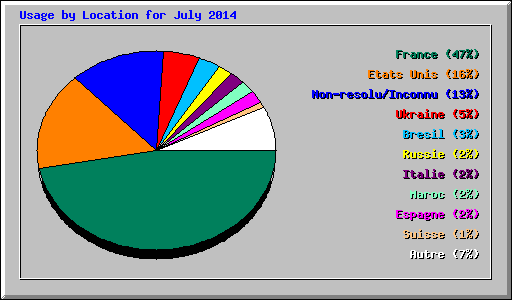 Usage by Location for July 2014
France (47%)
Etats Unis (16%)
Non-resolu/Inconnu (13%)
Ukraine (5%)
Bresil (3%)
Russie (2%)
Italie (2%)
Maroc (2%)
Espagne (2%)
Suisse (1%)
Autre (7%)